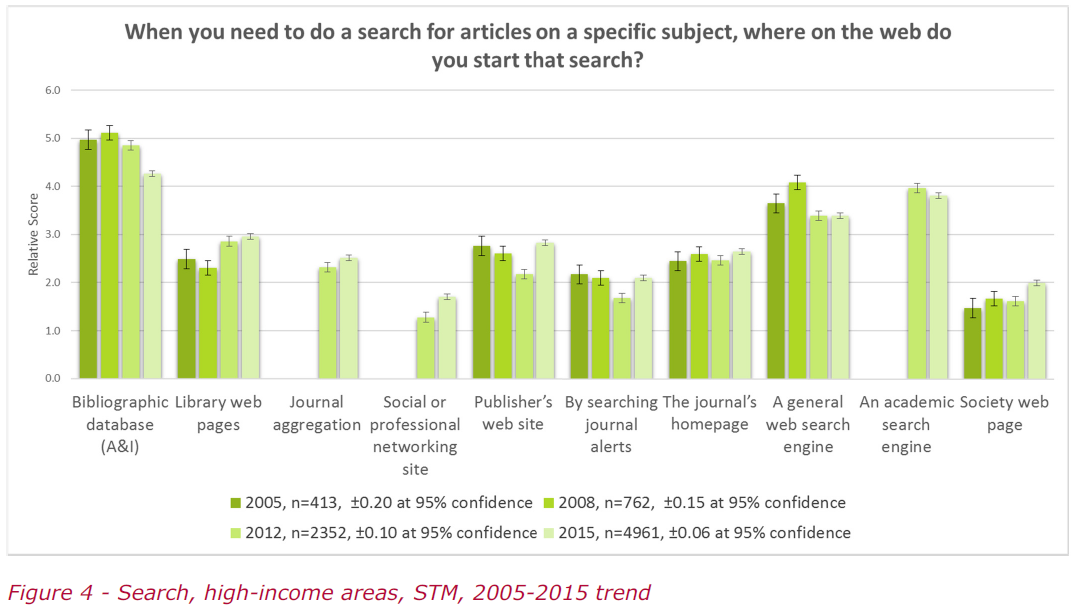 When you need to do a search for articles on a specific subject, where on the web do
you start that search?
6.0
5.0
4.0
3.0
2.0
1.0
0.0
Relative Score
Bibliographic
database
(A&I)
Library web
pages
Journal
aggregation
Social or
professional
networking
site
Publisher's
web site
By searching
journal
alerts
The journal's
homepage
A general
web search
engine
An academic
search
engine
Society web
page
2005, n=413, ±0.20 at 95% confidence
2008, n=762, ±0.15 at 95% confidence
2012, n=2352, ±0.10 at 95% confidence
2015, n=4961, ±0.06 at 95% confidence
Figure 4 - Search, high-income areas, STM, 2005-2015 trend